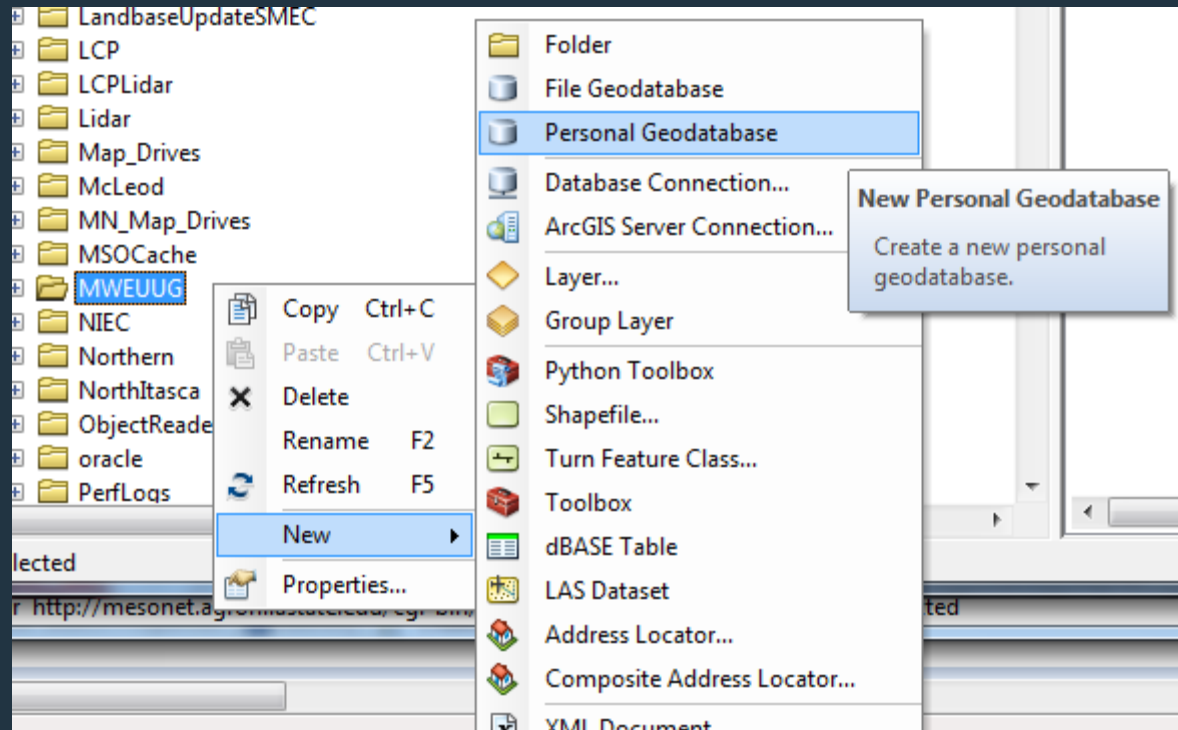 LandbaseUpdateSMEC
LCP
LCPLidar
Lidar
Map_Drives
McLeod
MN_Map_Drives
MSOCache
MWEUUG
NIEC
Northern
NorthItasca
ObjectReade
oracle
PerfLogs
lected
Copy Ctrl+C
Paste Ctrl+V
Delete
Rename F2
Refresh F5
New
Properties...
Folder
File Geodatabase
Personal Geodatabase
Database Connection...
ArcGIS Server Connection...
Layer...
Group Layer
Python Toolbox
Shapefile...
Turn Feature Class...
Toolbox
dBASE Table
LAS Dataset
Address Locator...
Composite Address Locator...
XML Document
New Personal Geodatabase
Create a new personal
geodatabase.
r http://mesonet.ag
ted